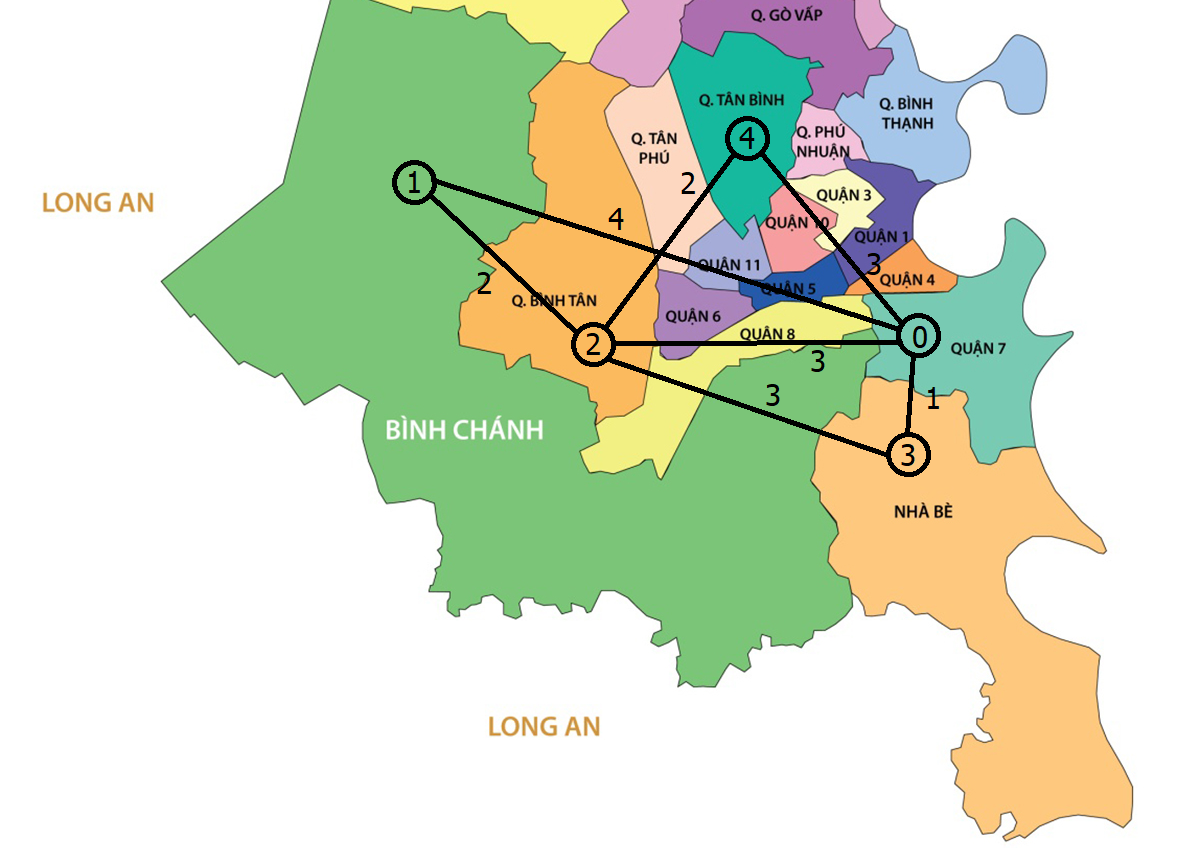 Q. GÒ VẤP
Q. TÂN BÌNH
Q. BÌNH
THẠNH
4
Q. PHÚ
NHUẬN
Q. TÂN
PHÚ
1
2
QUẬN 3
LONG AN
4
QUẬN 10
QUẬN 1
QUẬN 11
3
QUẬN 4
2
QUẬN 5
Q. BÌNH TÂN
QUẬN 6
QUẬN 8
0
2
QUẬN 7
3
3
1
BÌNH CHÁNH
3
NHÀ BÈ
LONG AN